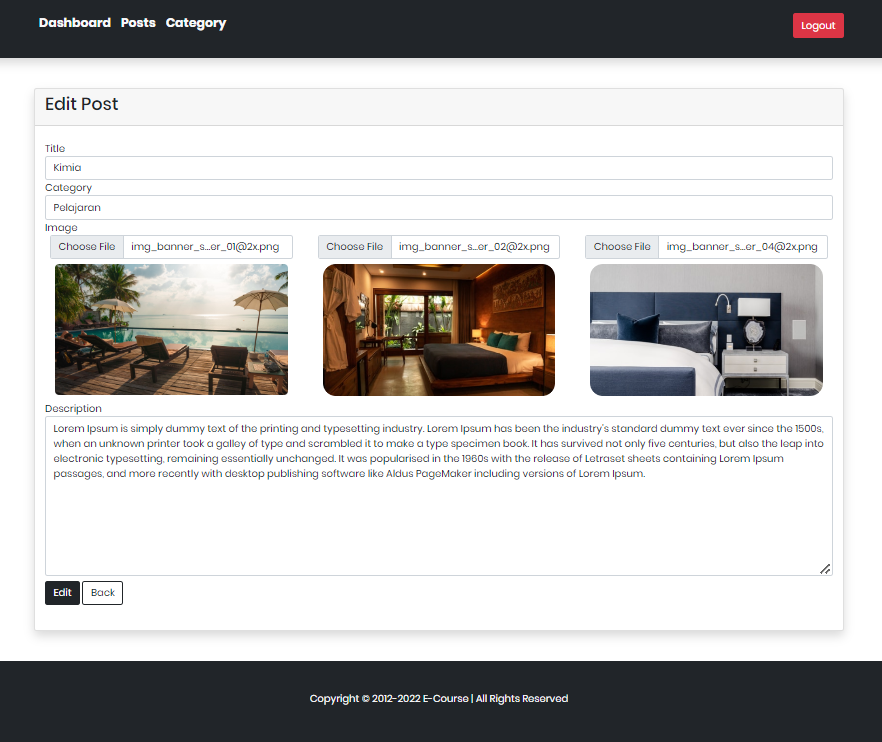 Dashboard Posts Category
Logout
Edit Post
Title
Kimia
Category
Pelajaran
Image
Choose File img_banner_s...er_01@2x.png
Choose File img_banner_s...er_02@2x.png
Choose File img_banner_s...er_04@2x.png
Description
Lorem Ipsum is simply dummy text of the printing and typesetting industry. Lorem Ipsum has been the industry's standard dummy text ever since the 1500s,
when an unknown printer took a galley of type and scrambled it to make a type specimen book. It has survived not only five centuries, but also the leap into
electronic typesetting, remaining essentially unchanged. It was popularised in the 1960s with the release of Letraset sheets containing Lorem Ipsum
passages, and more recently with desktop publishing software like Aldus PageMaker including versions of Lorem Ipsum.
Edit Back
Copyright © 2012-2022 E-Course | All Rights Reserved